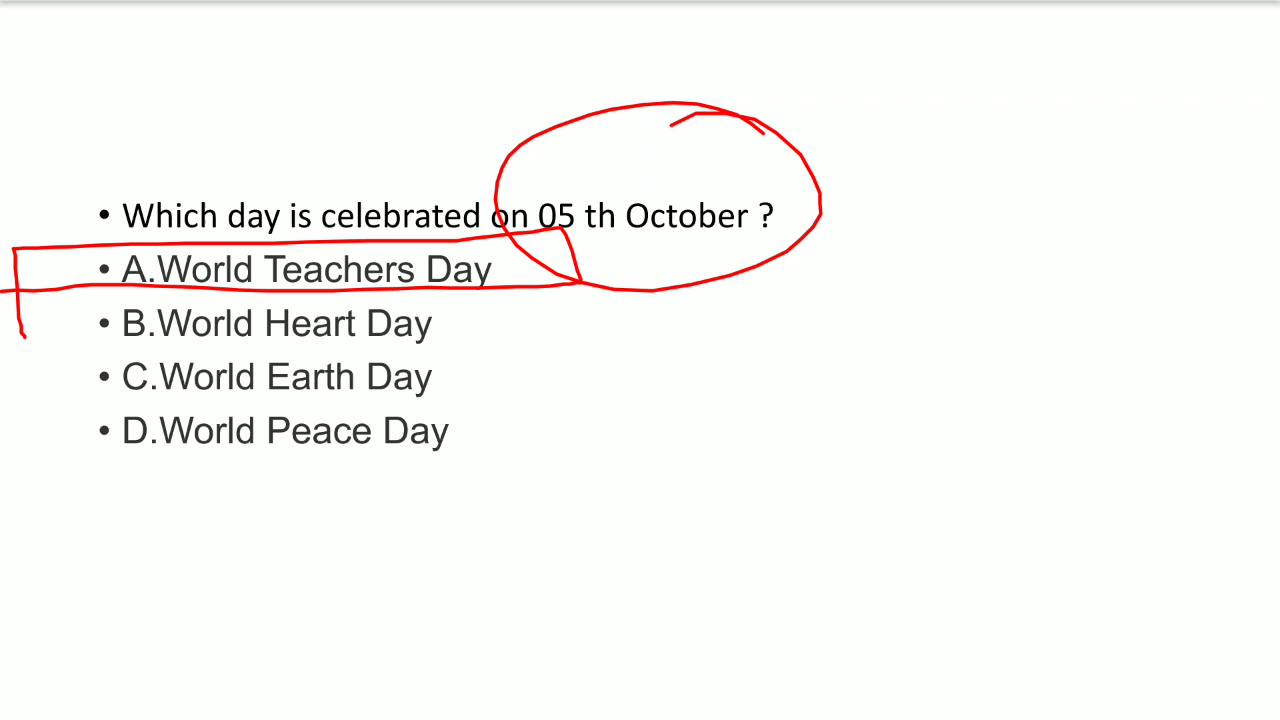 • Which day is celebrated on 05 th October ?
• A.World Teachers Day
• B.World Heart Day
• C.World Earth Day
• D.World Peace Day